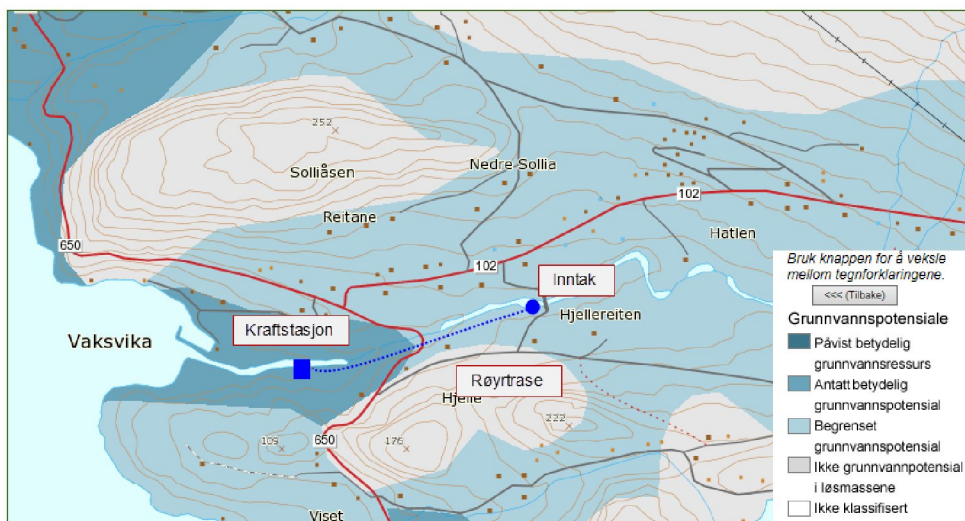 252
Solliåsen
Nedre Sollia
Reitane
102
Hatlen
650
102
Inntak
Hjellereiten
Kraftstasjon
Vaksvika
Røyrtrase
Hjelle
222
650
109
176
Viset
Bruk knappen for å veksle
mellom tegnforklaringene.
<<< (Tilbake)
Grunnvannspotensiale
Påvist betydelig
grunnvannsressurs
Antatt betydelig
grunnvannspotensial
Begrenset
grunnvannspotensial
Ikke grunnvannpotensial
i løsmassene
Ikke klassifisert